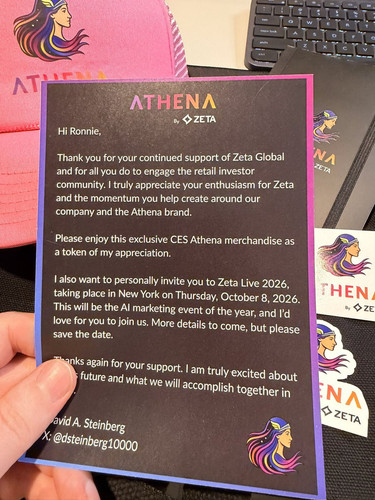 ATHENA
ATHENA
By ZETA
Hi Ronnie,
Thank you for your continued support of Zeta Global
and for all you do to engage the retail investor
community. I truly appreciate your enthusiasm for Zeta
and the momentum you help create around our
company and the Athena brand.
Please enjoy this exclusive CES Athena merchandise as
a token of my appreciation.
I also want to personally invite you to Zeta Live 2026,
taking place in New York on Thursday, October 8, 2026.
This will be the AI marketing event of the year, and I'd
love for you to join us. More details to come, but please
save the date.
Thanks again for your support. I am truly excited about
future and what we will accomplish together in
David A. Steinberg
X: @dsteinberg10000
ZETA
HENA
By ZETA
ENA
ZETA